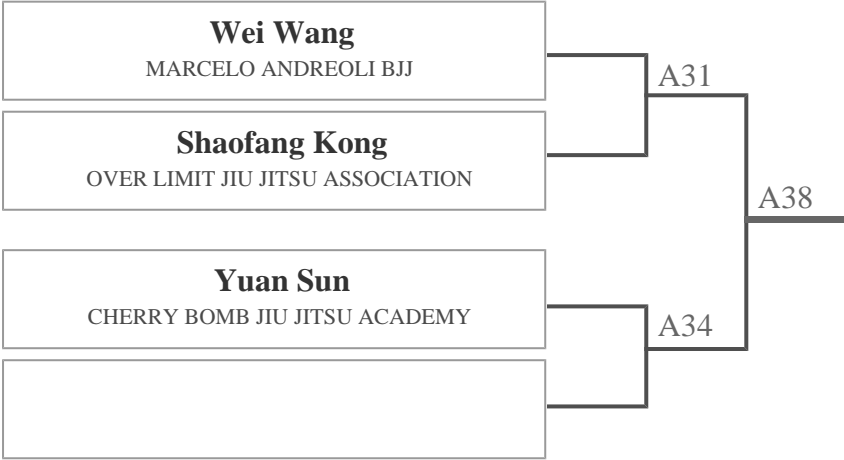 Wei Wang
MARCELO ANDREOLI BJJ
A31
Shaofang Kong
OVER LIMIT JIU JITSU ASSOCIATION
A38
Yuan Sun
CHERRY BOMB JIU JITSU ACADEMY
A34